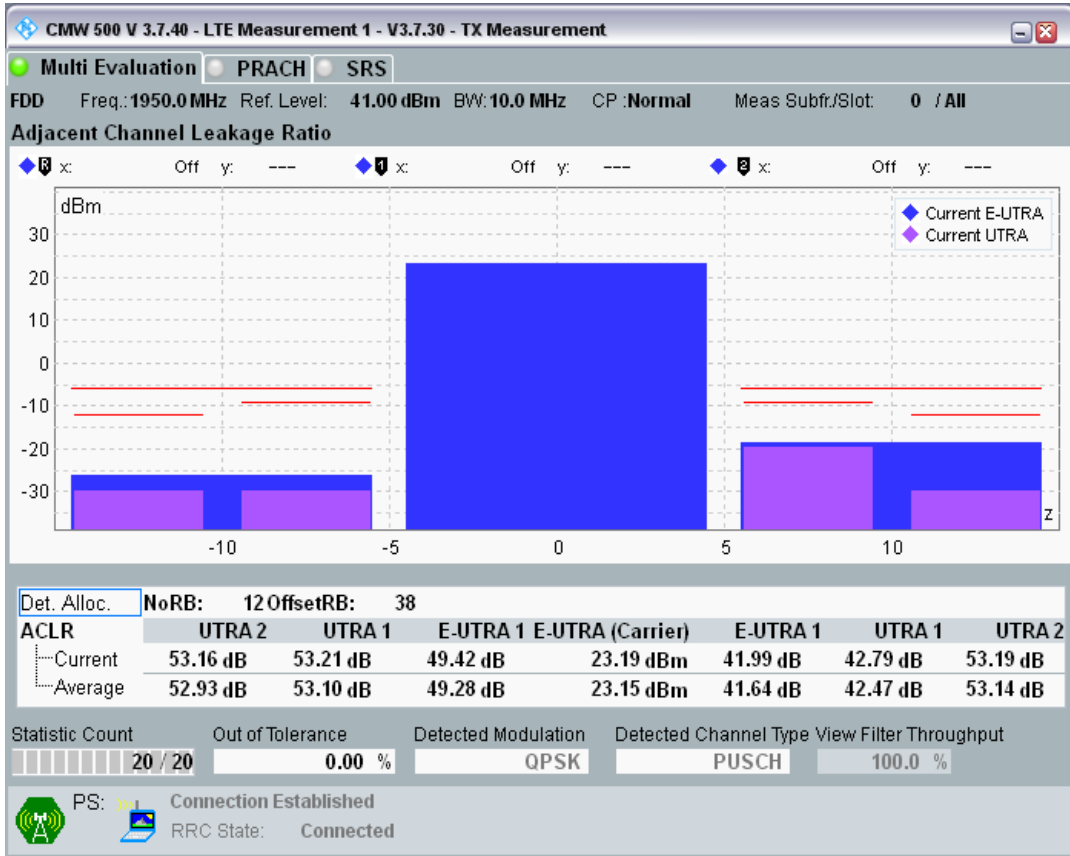 CMW 500 V 3.7.40 - LTE Measurement 1 - V3.7.30 - TX Measurement
Multi Evaluation PRACH SRS
FDD Freq.: 1950.0 MHz Ref. Level: 41.00 dBm BW: 10.0 MHz CP :Normal Meas Subfr./Slot: 0 / All
Adjacent Channel Leakage Ratio
R x: Off y: --- 1 x: Off y: --- 2 x: Off y: ---
dBm
Current E-UTRA
Current UTRA
30
20
10
0
-10
-20
-30
z
-10 -5 0 5 10
Det. Alloc. NoRB: 12 OffsetRB: 38
ACLR UTRA 2 UTRA 1 E-UTRA 1 E-UTRA (Carrier) E-UTRA 1 UTRA 1 UTRA 2
Current 53.16 dB 53.21 dB 49.42 dB 23.19 dBm 41.99 dB 42.79 dB 53.19 dB
Average 52.93 dB 53.10 dB 49.28 dB 23.15 dBm 41.64 dB 42.47 dB 53.14 dB
Statistic Count Out of Tolerance Detected Modulation Detected Channel Type View Filter Throughput
20 / 20 0.00 % QPSK PUSCH 100.0 %
PS: Connection Established
RRC State: Connected